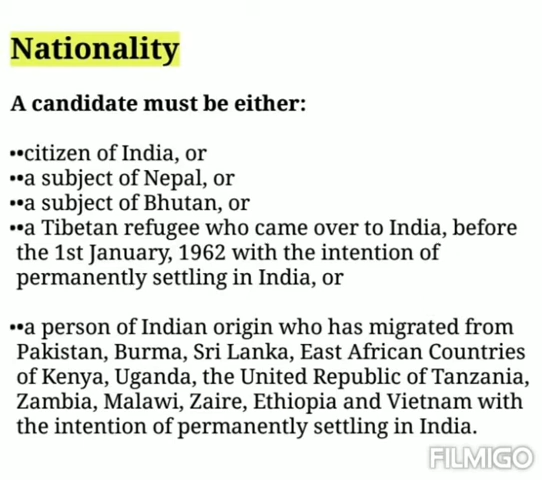 Nationality
A candidate must be either:
••citizen of India, or
••a subject of Nepal, or
••a subject of Bhutan, or
••a Tibetan refugee who came over to India, before
the 1st January, 1962 with the intention of
permanently settling in India, or
••a person of Indian origin who has migrated from
Pakistan, Burma, Sri Lanka, East African Countries
of Kenya, Uganda, the United Republic of Tanzania,
Zambia, Malawi, Zaire, Ethiopia and Vietnam with
the intention of permanently settling in India.
FILMIGO